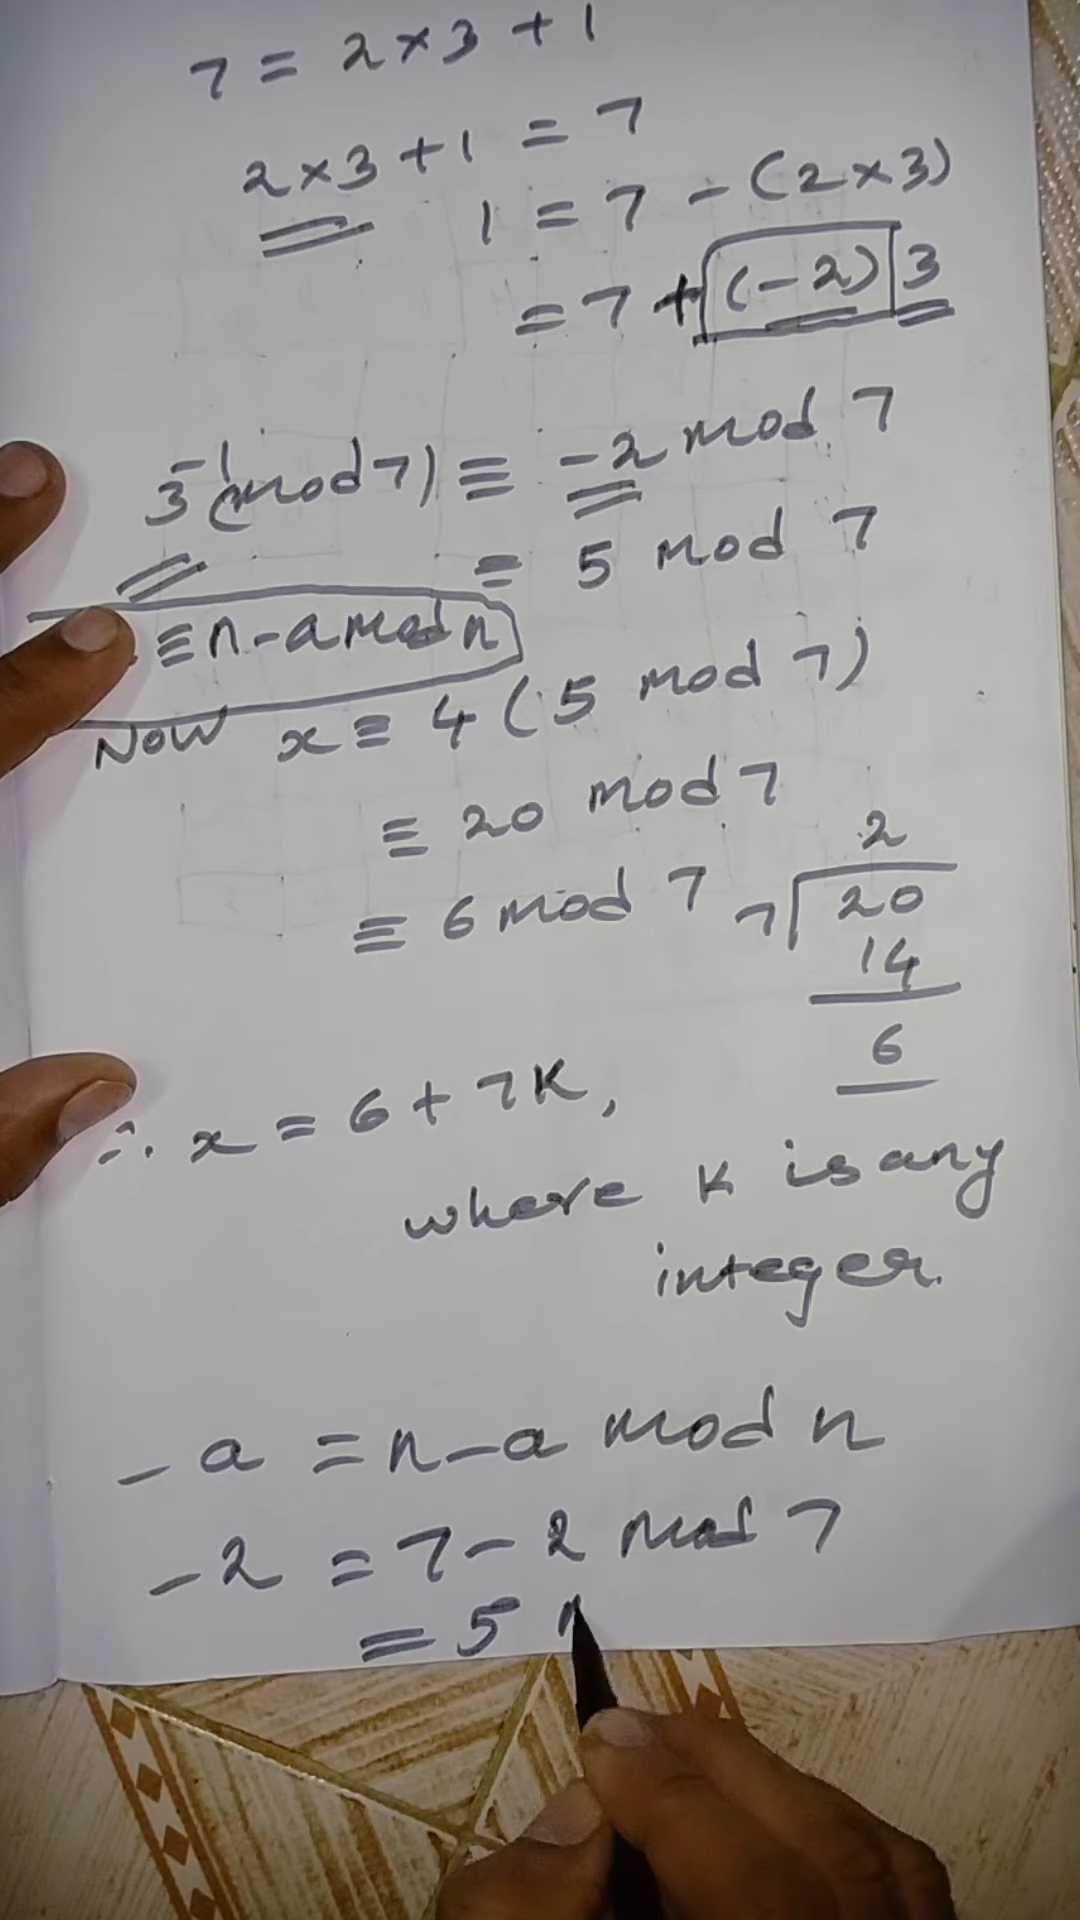 7 = 2 × 3 + 1
2 × 3 + 1 = 7
1 = 7 - (2 × 3)
= 7 + (-2) 3
3⁻¹ (mod 7) ≡ -2 mod 7
= 5 mod 7
≡ n - a mod n
NOW x ≡ 4 (5 mod 7)
≡ 20 mod 7
≡ 6 mod 7
2
7 20
14
6
∴ x = 6 + 7K,
where K is any
integer.
-a = n - a mod n
-2 = 7 - 2 mod 7
= 5